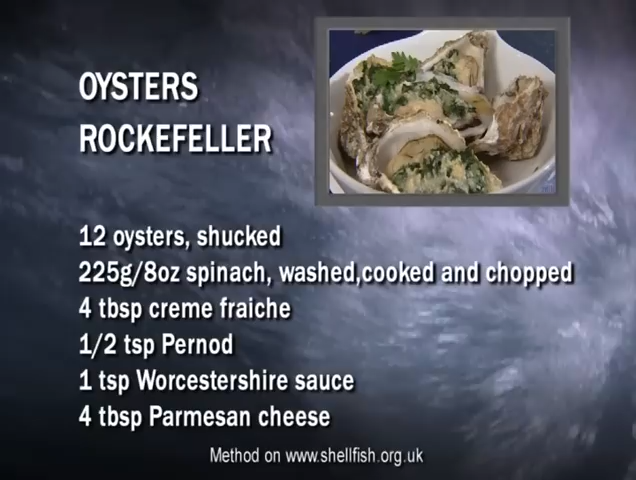 OYSTERS
ROCKEFELLER
12 oysters, shucked
225g/8oz spinach, washed,cooked and chopped
4 tbsp creme fraiche
1/2 tsp Pernod
1 tsp Worcestershire sauce
4 tbsp Parmesan cheese
Method on www.shellfish.org.uk